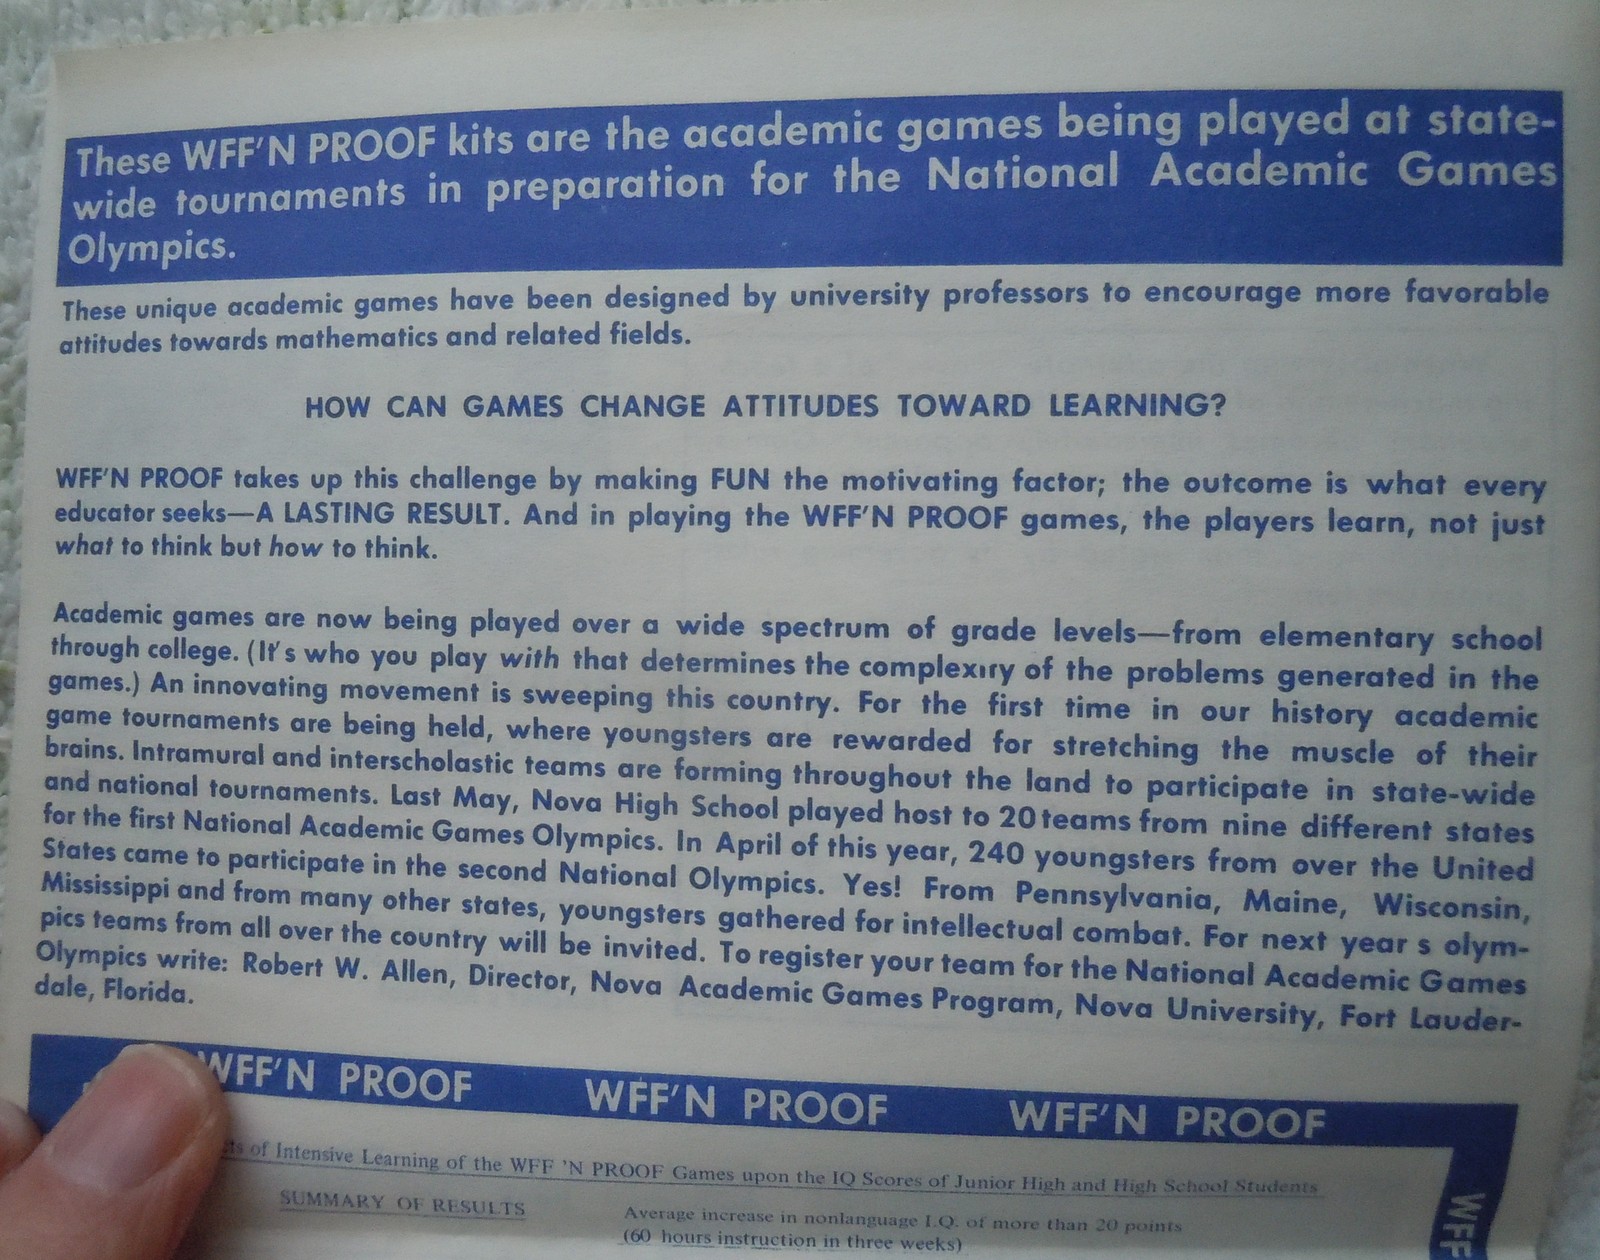 These WFF'N PROOF kits are the academic games being played at state-
wide tournaments in preparation for the National Academic Games
Olympics.
These unique academic games have been designed by university professors to encourage more favorable
attitudes towards mathematics and related fields.
HOW CAN GAMES CHANGE ATTITUDES TOWARD LEARNING?
WFF'N PROOF takes up this challenge by making FUN the motivating factor; the outcome is what every
educator seeks—A LASTING RESULT. And in playing the WFF'N PROOF games, the players learn, not just
what to think but how to think.
Academic games are now being played over a wide spectrum of grade levels—from elementary school
through college. (It's who you play with that determines the complexıry of the problems generated in the
games.) An innovating movement is sweeping this country. For the first time in our history academic
game tournaments are being held, where youngsters are rewarded for stretching the muscle of their
brains. Intramural and interscholastic teams are forming throughout the land to participate in state-wide
and national tournaments. Last May, Nova High School played host to 20 teams from nine different states
for the first National Academic Games Olympics. In April of this year, 240 youngsters from over the United
States came to participate in the second National Olympics. Yes! From Pennsylvania, Maine, Wisconsin,
Mississippi and from many other states, youngsters gathered for intellectual combat. For next year s olym-
pics teams from all over the country will be invited. To register your team for the National Academic Games
Olympics write: Robert W. Allen, Director, Nova Academic Games Program, Nova University, Fort Lauder-
dale, Florida.
WFF'N PROOF WFF'N PROOF WFF'N PROOF
of Intensive Learning of the WFF 'N PROOF Games upon the IQ Scores of Junior High and High School Students
SUMMARY OF RESULTS
Average increase in nonlanguage I.Q. of more than 20 points
(60 hours instruction in three weeks)
WFF